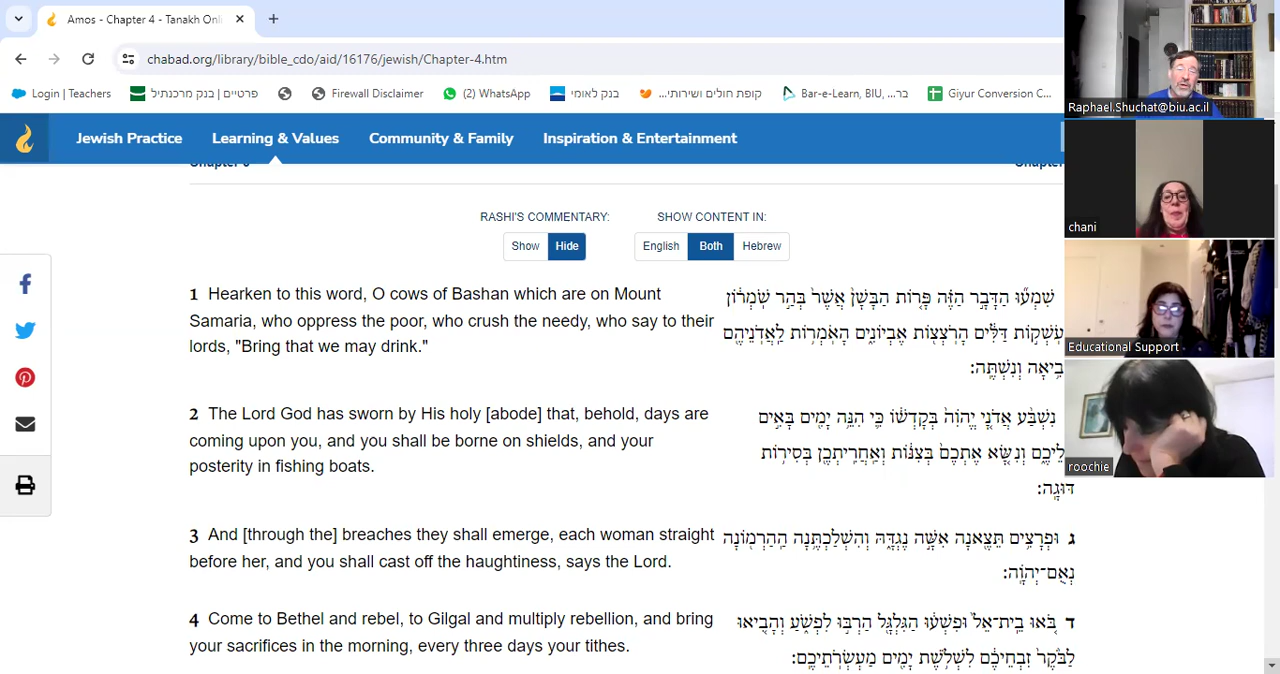 Amos - Chapter 4 - Tanakh Onli
chabad.org/library/bible_cdo/aid/16176/jewish/Chapter-4.htm
Login | Teachers
פרטיים | בנק מרכנתיל
Firewall Disclaimer
(2) WhatsApp
בנק לאומי
קופת חולים ושירותי...
Bar-e-Learn, BIU, ...בר
Giyur Conversion C...
Jewish Practice
Learning & Values
Community & Family
Inspiration & Entertainment
RASHI'S COMMENTARY:
SHOW CONTENT IN:
Show
Hide
English
Both
Hebrew
1 Hearken to this word, O cows of Bashan which are on Mount
Samaria, who oppress the poor, who crush the needy, who say to their
lords, "Bring that we may drink."
שִׁמְע֞וּ הַדָּבָ֣ר הַזֶּ֗ה פָּר֚וֹת הַבָּשָׁן֙ אֲשֶׁר֙ בְּהַ֣ר שֹֽׁמְר֔וֹן
עֹֽשְׁק֣וֹת דַּלִּ֔ים הָרֹֽצְצ֖וֹת אֶבְיוֹנִ֑ים הָֽאֹֽמְרֹ֥ת לַֽאֲדֹֽנֵיהֶ֖ם
בִיאָ֥ה וְנִשְׁתֶּֽה:
2 The Lord God has sworn by His holy [abode] that, behold, days are
coming upon you, and you shall be borne on shields, and your
posterity in fishing boats.
נִשְׁבַּ֨ע אֲדֹנָ֚י יֱהֹוִה֙ בְּקָדְשׁ֔וֹ כִּ֛י הִנֵּ֥ה יָמִ֖ים בָּאִ֣ים
לֵיכֶ֑ם וְנִשָּׂ֚א אֶתְכֶם֙ בְּצִנּ֔וֹת וְאַֽחֲרִֽיתְכֶ֖ן בְּסִיר֥וֹת
דּוּגָֽה:
3 And [through the] breaches they shall emerge, each woman straight
before her, and you shall cast off the haughtiness, says the Lord.
ג וּפְרָצִ֥ים תֵּצֶ֖אנָה אִשָּׁ֣ה נֶגְדָּ֑הּ וְהִשְׁלַכְתֶּ֥נָה הַֽהַרְמ֖וֹנָה
נְאֻם־יְהֹוָֽה:
4 Come to Bethel and rebel, to Gilgal and multiply rebellion, and bring
your sacrifices in the morning, every three days your tithes.
ד בֹּ֚אוּ בֵֽית־אֵל֙ וּפִשְׁע֔וּ הַגִּלְגָּ֖ל הַרְבּ֣וּ לִפְשֹׁ֑עַ וְהָבִ֚יאוּ
לַבֹּ֙קֶר֙ זִבְחֵיכֶ֔ם לִשְׁלֹ֥שֶׁת יָמִ֖ים מַעְשְׂרֹֽתֵיכֶֽם:
Raphael.Shuchat@biu.ac.il
chani
Educational Support
roochie